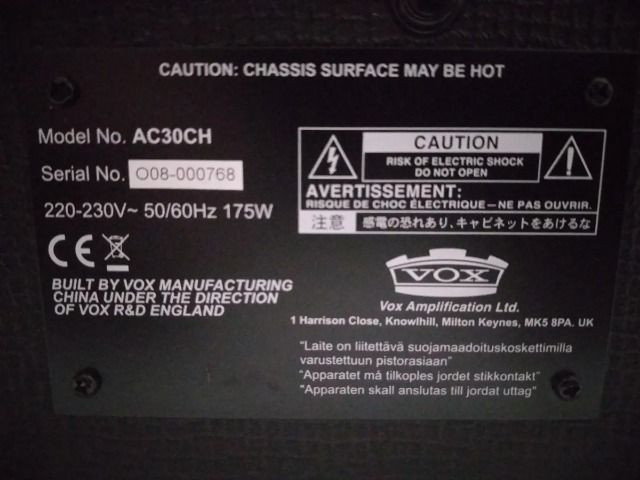 CAUTION: CHASSIS SURFACE MAY BE HOT
Model No. AC30CH
Serial No. O08-000768
220-230V~ 50/60Hz 175W
CE
BUILT BY VOX MANUFACTURING
CHINA UNDER THE DIRECTION
OF VOX R&D ENGLAND
CAUTION
RISK OF ELECTRIC SHOCK
DO NOT OPEN
AVERTISSEMENT:
RISQUE DE CHOC ÉLECTRIQUE–NE PAS OUVRIR.
注意 感電の恐れあり、キャビネットをあけるな
VOX
Vox Amplification Ltd.
1 Harrison Close, Knowlhill, Milton Keynes, MK5 8PA. UK
"Laite on liitettävä suojamaadoituskoskettimilla
varustettuun pistorasiaan"
"Apparatet må tilkoples jordet stikkontakt"
"Apparaten skall anslutas till jordat uttag"